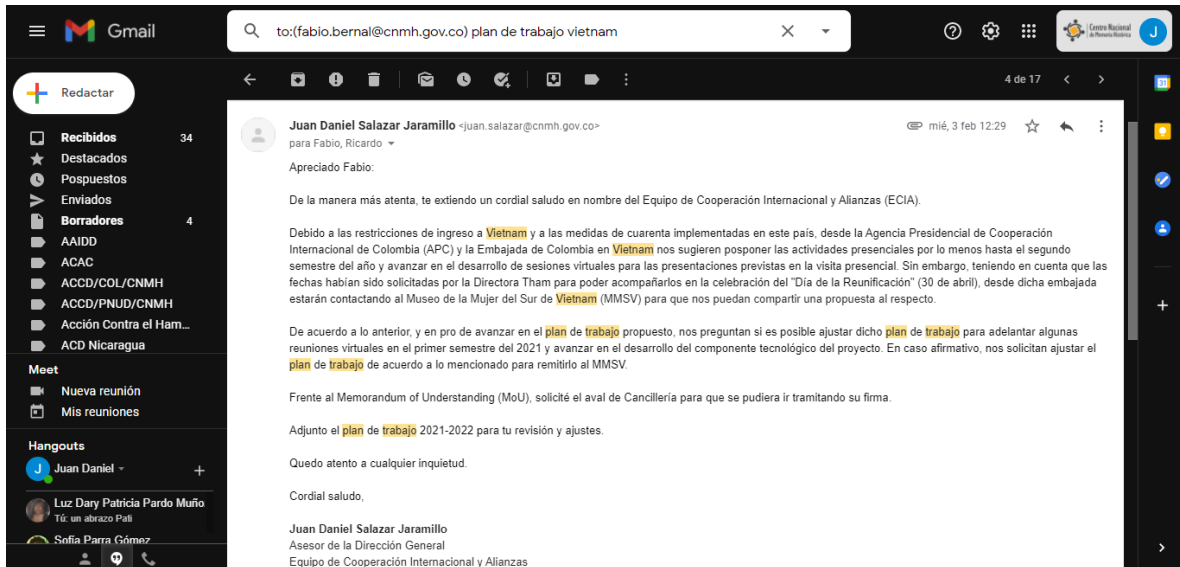 Gmail
to:(fabio.bernal@cnmh.gov.co) plan de trabajo vietnam
Centro Nacional
de Memoria Histórica
J
Redactar
4 de 17
31
Recibidos 34
Destacados
Pospuestos
Enviados
Borradores 4
AAIDD
ACAC
ACCD/COL/CNMH
ACCD/PNUD/CNMH
Acción Contra el Ham...
ACD Nicaragua
Meet
Nueva reunión
Mis reuniones
Hangouts
J Juan Daniel
Luz Dary Patricia Pardo Muño
Tú: un abrazo Pati
Sofía Parra Gómez
Juan Daniel Salazar Jaramillo <juan.salazar@cnmh.gov.co>
mié, 3 feb 12:29
para Fabio, Ricardo
Apreciado Fabio:
De la manera más atenta, te extiendo un cordial saludo en nombre del Equipo de Cooperación Internacional y Alianzas (ECIA).
Debido a las restricciones de ingreso a Vietnam y a las medidas de cuarenta implementadas en este país, desde la Agencia Presidencial de Cooperación
Internacional de Colombia (APC) y la Embajada de Colombia en Vietnam nos sugieren posponer las actividades presenciales por lo menos hasta el segundo
semestre del año y avanzar en el desarrollo de sesiones virtuales para las presentaciones previstas en la visita presencial. Sin embargo, teniendo en cuenta que las
fechas habían sido solicitadas por la Directora Tham para poder acompañarlos en la celebración del "Día de la Reunificación" (30 de abril), desde dicha embajada
estarán contactando al Museo de la Mujer del Sur de Vietnam (MMSV) para que nos puedan compartir una propuesta al respecto.
De acuerdo a lo anterior, y en pro de avanzar en el plan de trabajo propuesto, nos preguntan si es posible ajustar dicho plan de trabajo para adelantar algunas
reuniones virtuales en el primer semestre del 2021 y avanzar en el desarrollo del componente tecnológico del proyecto. En caso afirmativo, nos solicitan ajustar el
plan de trabajo de acuerdo a lo mencionado para remitirlo al MMSV.
Frente al Memorandum of Understanding (MoU), solicité el aval de Cancillería para que se pudiera ir tramitando su firma.
Adjunto el plan de trabajo 2021-2022 para tu revisión y ajustes.
Quedo atento a cualquier inquietud.
Cordial saludo,
Juan Daniel Salazar Jaramillo
Asesor de la Dirección General
Equipo de Cooperación Internacional y Alianzas